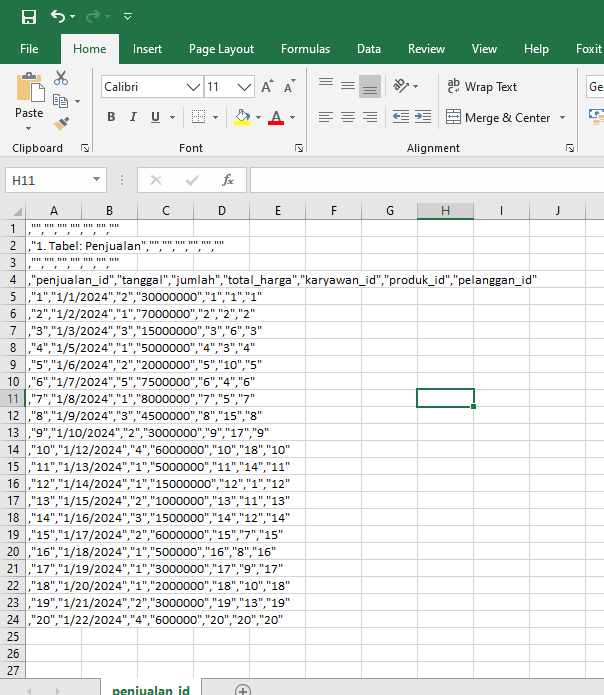 File Home Insert Page Layout Formulas Data Review View Help Foxit
Calibri 11 A A ab Wrap Text Ge
Paste B I U A Merge & Center
Clipboard Font Alignment
H11 fx
A B C D E F G H I J
1 ,"","","","","","",""
2 ,"1. Tabel: Penjualan","","","","","",""
3 ,"","","","","","",""
4 ,"penjualan_id","tanggal","jumlah","total_harga","karyawan_id","produk_id","pelanggan_id"
5 ,"1","1/1/2024","2","30000000","1","1","1"
6 ,"2","1/2/2024","1","7000000","2","2","2"
7 ,"3","1/3/2024","3","15000000","3","6","3"
8 ,"4","1/5/2024","1","5000000","4","3","4"
9 ,"5","1/6/2024","2","2000000","5","10","5"
10 ,"6","1/7/2024","5","7500000","6","4","6"
11 ,"7","1/8/2024","1","8000000","7","5","7"
12 ,"8","1/9/2024","3","4500000","8","15","8"
13 ,"9","1/10/2024","2","3000000","9","17","9"
14 ,"10","1/12/2024","4","6000000","10","18","10"
15 ,"11","1/13/2024","1","5000000","11","14","11"
16 ,"12","1/14/2024","1","15000000","12","1","12"
17 ,"13","1/15/2024","2","1000000","13","11","13"
18 ,"14","1/16/2024","3","1500000","14","12","14"
19 ,"15","1/17/2024","2","6000000","15","7","15"
20 ,"16","1/18/2024","1","500000","16","8","16"
21 ,"17","1/19/2024","1","3000000","17","9","17"
22 ,"18","1/20/2024","1","2000000","18","10","18"
23 ,"19","1/21/2024","2","3000000","19","13","19"
24 ,"20","1/22/2024","4","600000","20","20","20"
25
26
27
penjualan_id